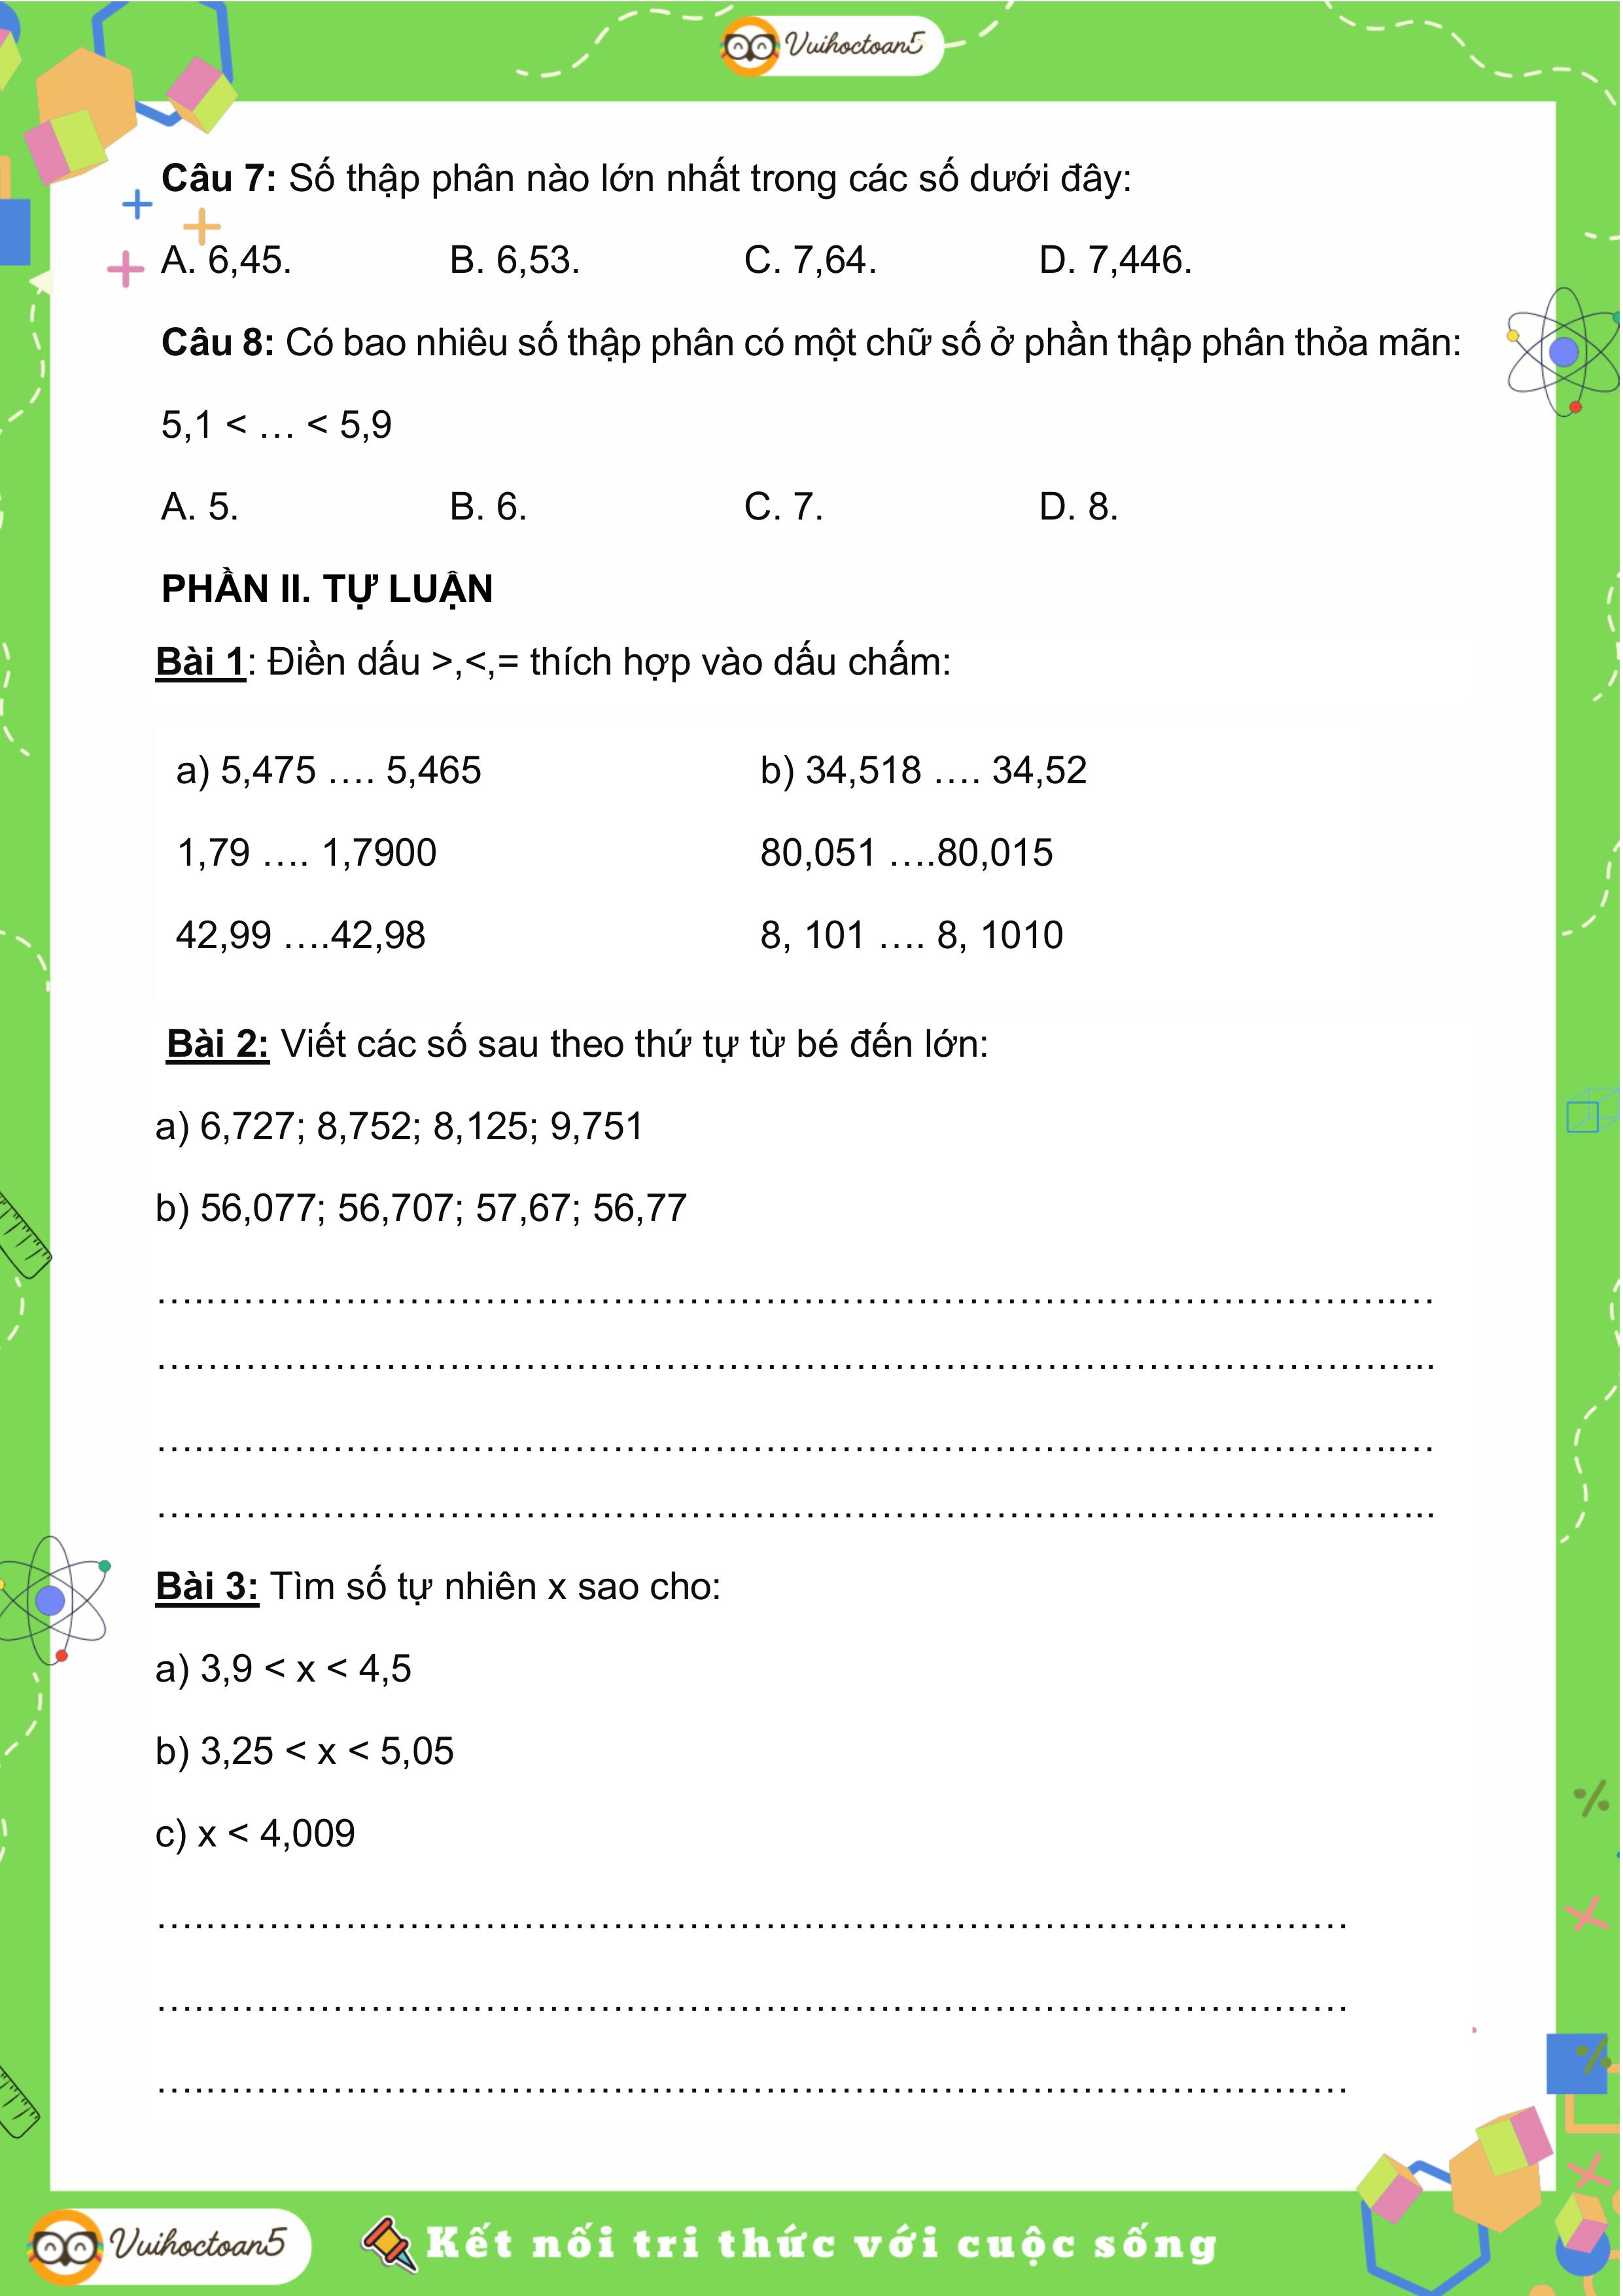 Vuihoctoan5
Câu 7: Số thập phân nào lớn nhất trong các số dưới đây:
A. 6,45. B. 6,53. C. 7,64. D. 7,446.
Câu 8: Có bao nhiêu số thập phân có một chữ số ở phần thập phân thỏa mãn:
5,1 < … < 5,9
A. 5. B. 6. C. 7. D. 8.
PHẦN II. TỰ LUẬN
Bài 1: Điền dấu >,<,= thích hợp vào dấu chấm:
a) 5,475 …. 5,465 b) 34,518 …. 34,52
1,79 …. 1,7900 80,051 ….80,015
42,99 ….42,98 8, 101 …. 8, 1010
Bài 2: Viết các số sau theo thứ tự từ bé đến lớn:
a) 6,727; 8,752; 8,125; 9,751
b) 56,077; 56,707; 57,67; 56,77
Bài 3: Tìm số tự nhiên x sao cho:
a) 3,9 < x < 4,5
b) 3,25 < x < 5,05
c) x < 4,009
Vuihoctoan5 Kết nối tri thức với cuộc sống